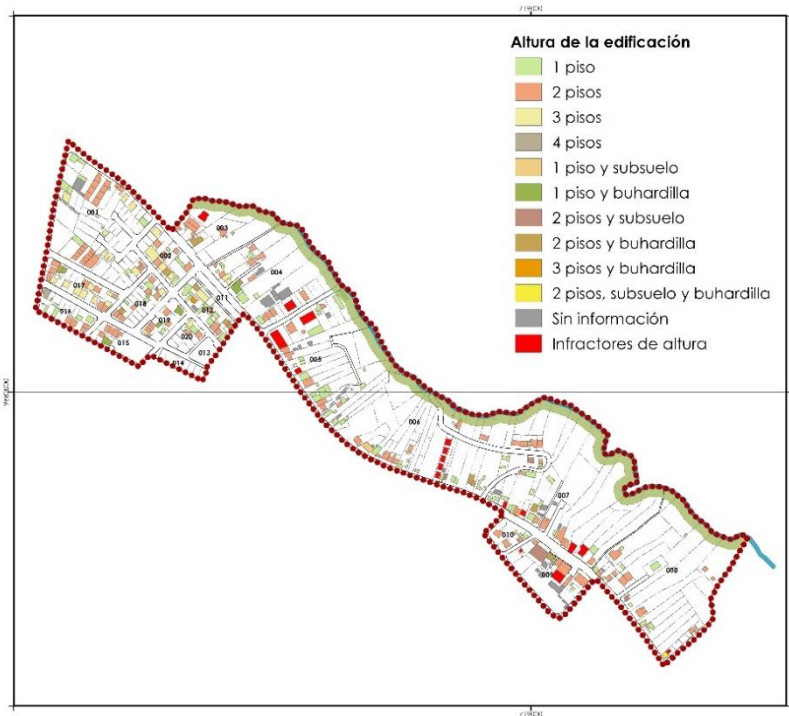 719000
Altura de la edificación
1 piso
2 pisos
3 pisos
4 pisos
1 piso y subsuelo
1 piso y buhardilla
2 pisos y subsuelo
2 pisos y buhardilla
3 pisos y buhardilla
2 pisos, subsuelo y buhardilla
Sin información
Infractores de altura
001
003
002
004
017
011
018
012
016
019
015
020
013
014
005
006
007
010
009
008
719000